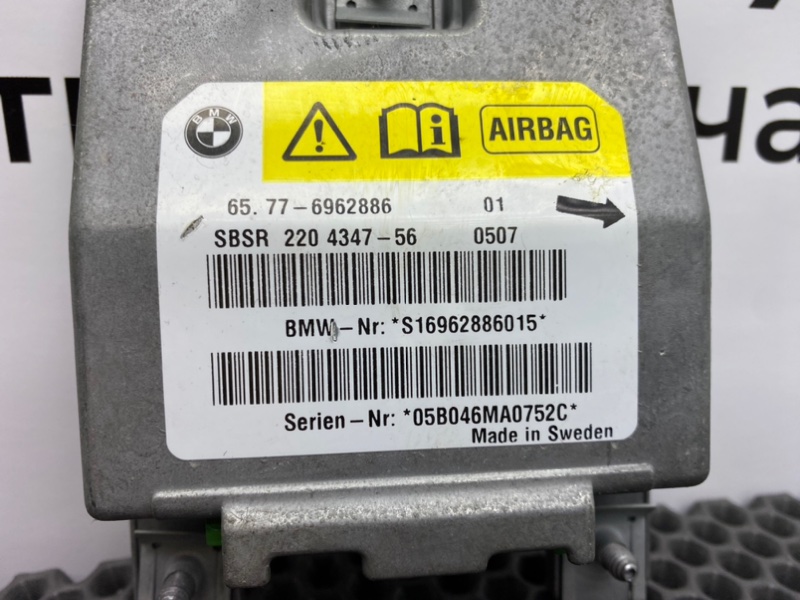 BMW
AIRBAG
65. 77-6962886 01
SBSR 220 4347-56 0507
BMW-Nr: *S16962886015*
Serien-Nr: *05B046MA0752C*
Made in Sweden